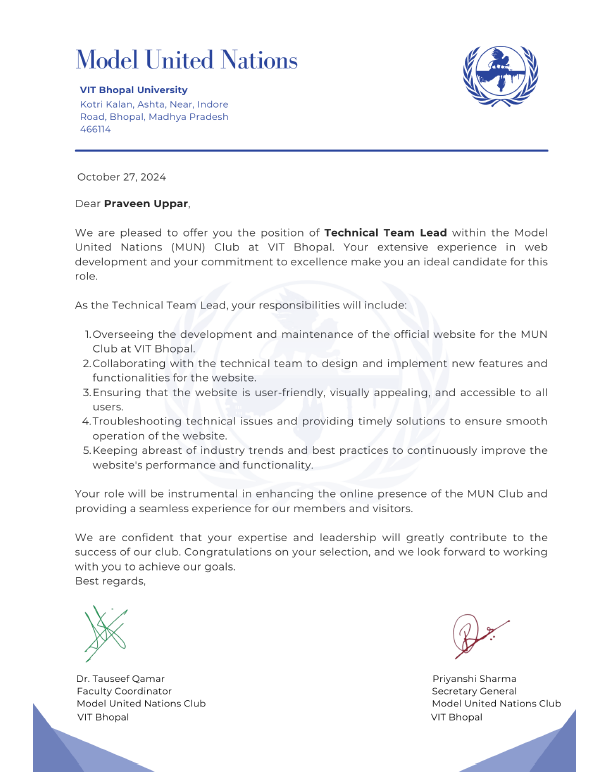 Model United Nations
VIT Bhopal University
Kotri Kalan, Ashta, Near, Indore
Road, Bhopal, Madhya Pradesh
466114
October 27, 2024
Dear Praveen Uppar,
We are pleased to offer you the position of Technical Team Lead within the Model
United Nations (MUN) Club at VIT Bhopal. Your extensive experience in web
development and your commitment to excellence make you an ideal candidate for this
role.
As the Technical Team Lead, your responsibilities will include:
1. Overseeing the development and maintenance of the official website for the MUN
Club at VIT Bhopal.
2. Collaborating with the technical team to design and implement new features and
functionalities for the website.
3. Ensuring that the website is user-friendly, visually appealing, and accessible to all
users.
4. Troubleshooting technical issues and providing timely solutions to ensure smooth
operation of the website.
5. Keeping abreast of industry trends and best practices to continuously improve the
website's performance and functionality.
Your role will be instrumental in enhancing the online presence of the MUN Club and
providing a seamless experience for our members and visitors.
We are confident that your expertise and leadership will greatly contribute to the
success of our club. Congratulations on your selection, and we look forward to working
with you to achieve our goals.
Best regards,
Dr. Tauseef Qamar
Faculty Coordinator
Model United Nations Club
VIT Bhopal
Priyanshi Sharma
Secretary General
Model United Nations Club
VIT Bhopal